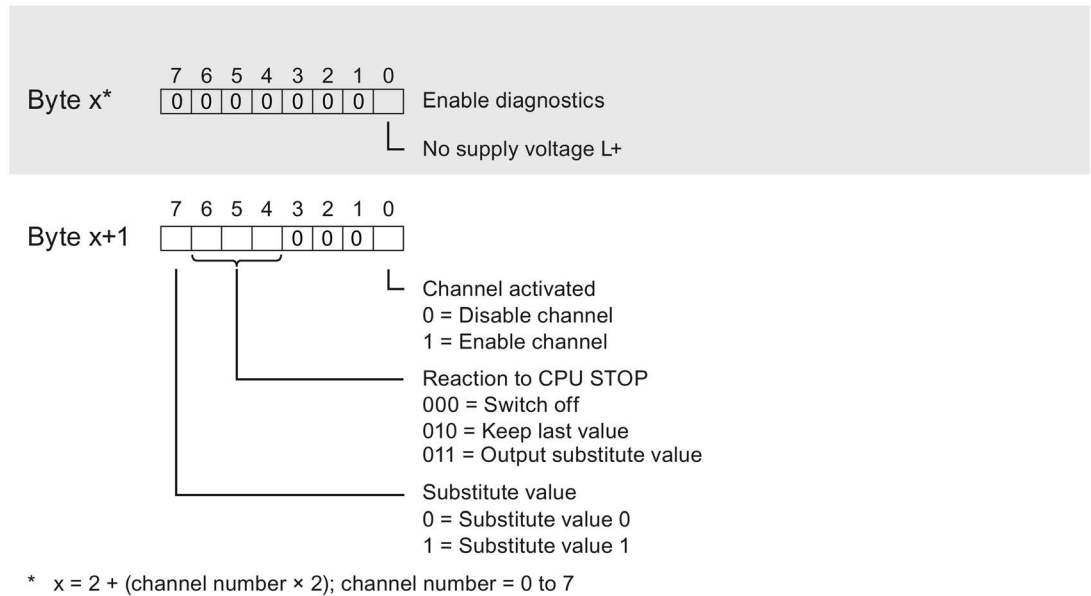 7 6 5 4 3 2 1 0
Byte x* 0 0 0 0 0 0 0 Enable diagnostics
No supply voltage L+
7 6 5 4 3 2 1 0
Byte x+1 0 0 0
Channel activated
0 = Disable channel
1 = Enable channel
Reaction to CPU STOP
000 = Switch off
010 = Keep last value
011 = Output substitute value
Substitute value
0 = Substitute value 0
1 = Substitute value 1
* x = 2 + (channel number × 2); channel number = 0 to 7